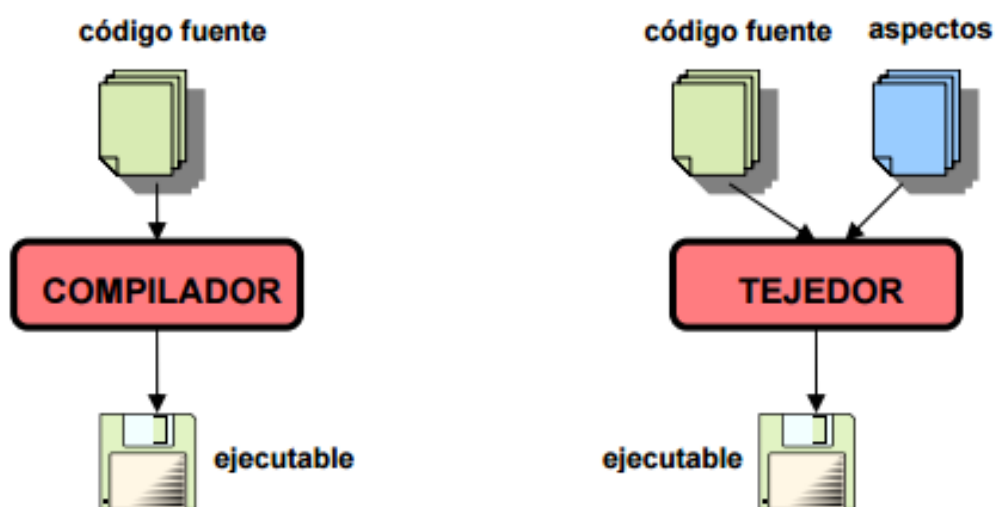 código fuente
código fuente
aspectos
COMPILADOR
TEJEDOR
ejecutable
ejecutable